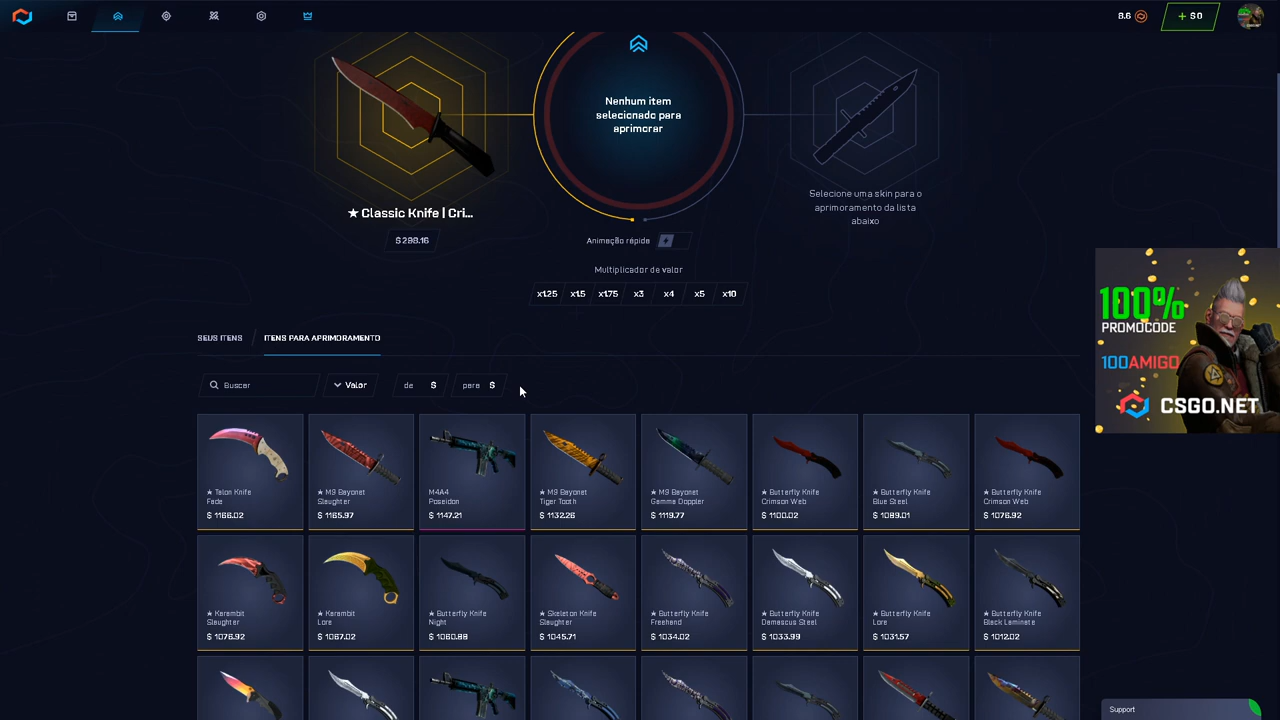 8.6
+ $0
Nenhum item
selecionado para
aprimorar
★ Classic Knife | Cri...
$ 298.16
Selecione uma skin para o
aprimoramento da lista
abaixo
Animação rápida
Multiplicador de valor
x1.25 x1.5 x1.75 x3 x4 x5 x10
100%
PROMOCODE
100AMIGO
CSGO.NET
SEUS ITENS / ITENS PARA APRIMORAMENTO
Buscar
Valor
de $
para $
★ Talon Knife
Fade
$ 1166.02
★ M9 Bayonet
Slaughter
$ 1165.97
M4A4
Poseidon
$ 1147.21
★ M9 Bayonet
Tiger Tooth
$ 1132.26
★ M9 Bayonet
Gamma Doppler
$ 1119.77
★ Butterfly Knife
Crimson Web
$ 1100.02
★ Butterfly Knife
Blue Steel
$ 1089.01
★ Butterfly Knife
Crimson Web
$ 1076.92
★ Karambit
Slaughter
$ 1076.92
★ Karambit
Lore
$ 1067.02
★ Butterfly Knife
Night
$ 1060.88
★ Skeleton Knife
Slaughter
$ 1045.71
★ Butterfly Knife
Freehand
$ 1034.02
★ Butterfly Knife
Damascus Steel
$ 1033.99
★ Butterfly Knife
Lore
$ 1031.57
★ Butterfly Knife
Black Laminate
$ 1012.02
Support